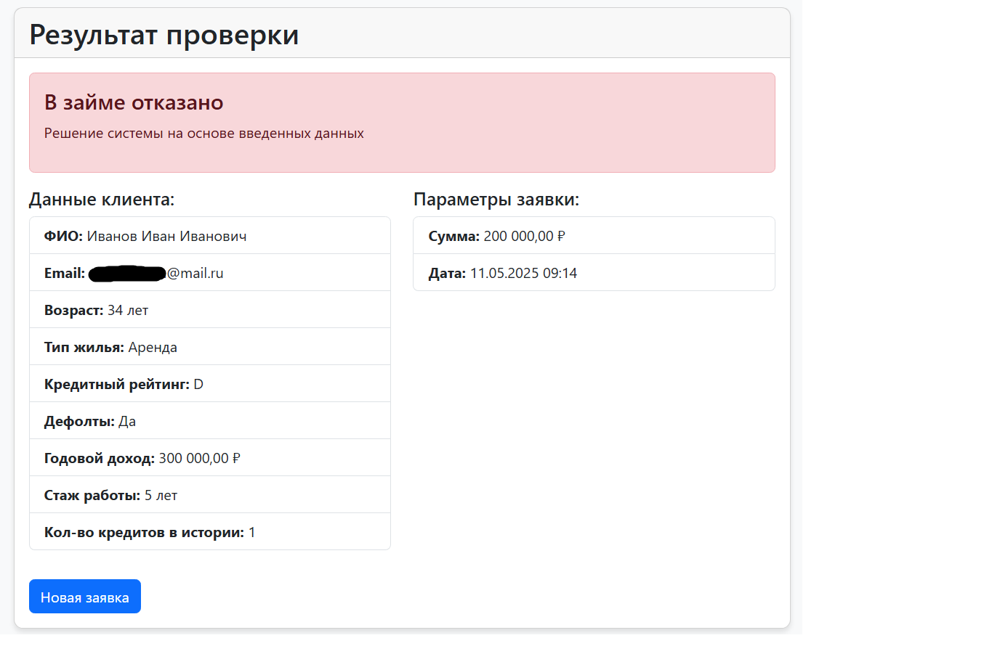 Результат проверки
В займе отказано
Решение системы на основе введенных данных
Данные клиента:
ФИО: Иванов Иван Иванович
Email: @mail.ru
Возраст: 34 лет
Тип жилья: Аренда
Кредитный рейтинг: D
Дефолты: Да
Годовой доход: 300 000,00 ₽
Стаж работы: 5 лет
Кол-во кредитов в истории: 1
Параметры заявки:
Сумма: 200 000,00 ₽
Дата: 11.05.2025 09:14
Новая заявка